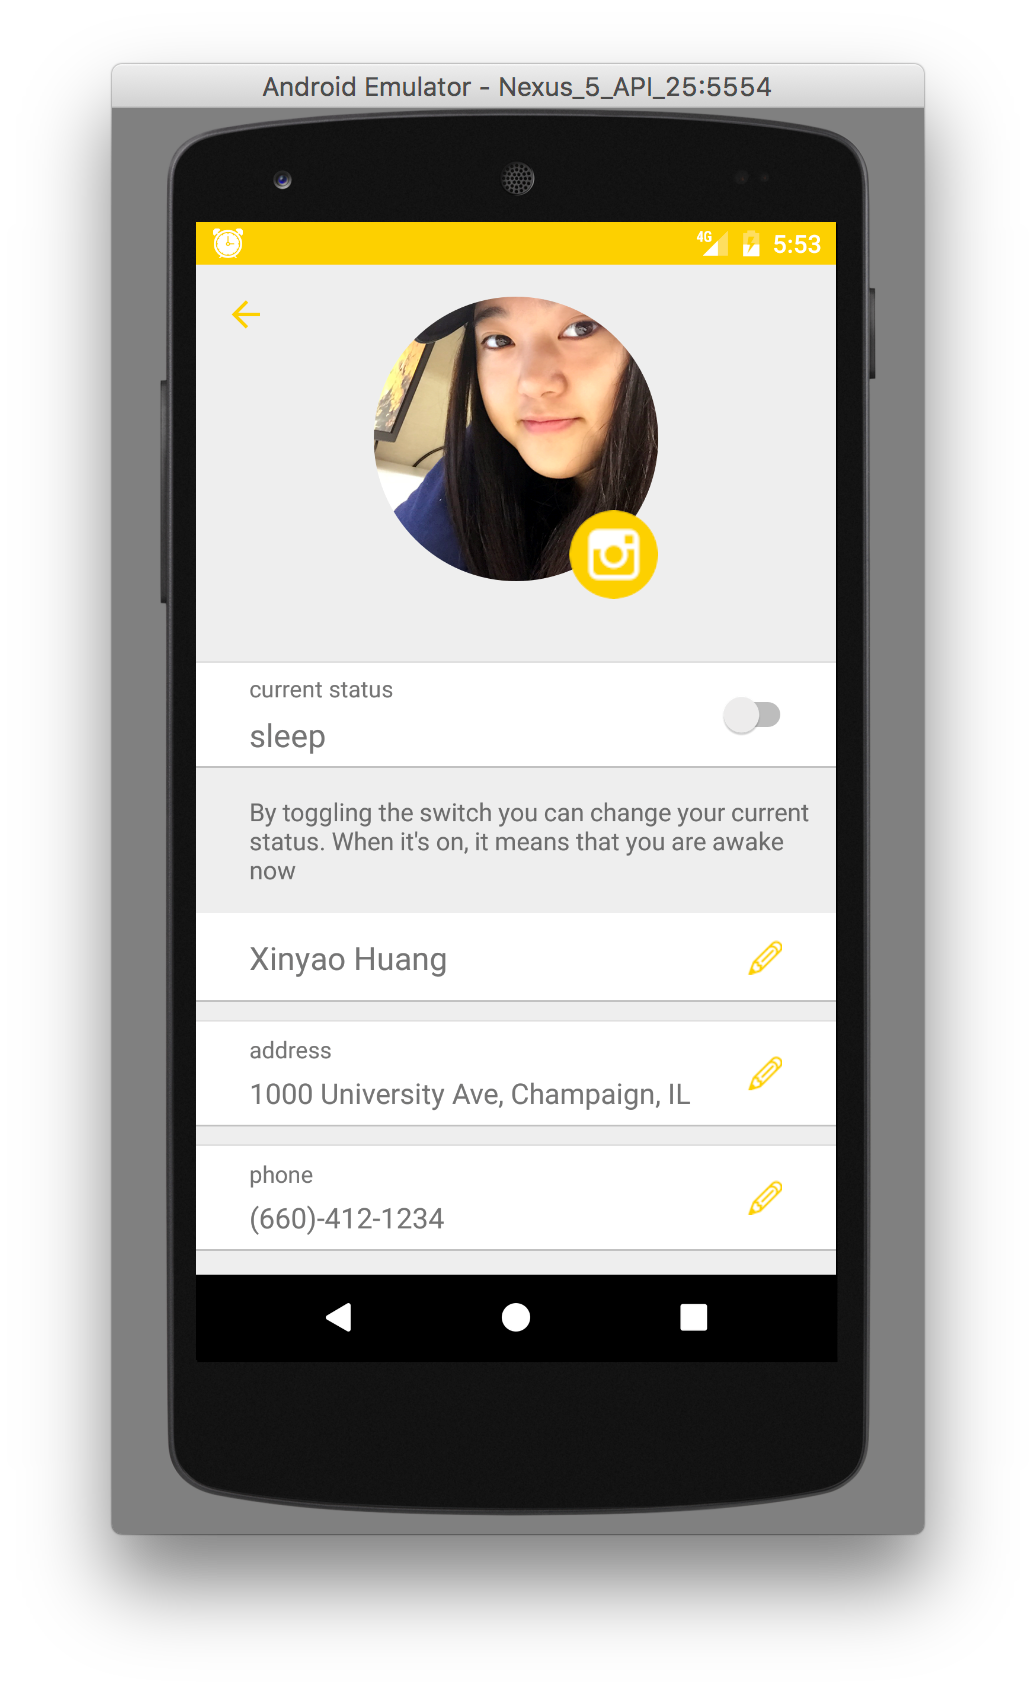 Android Emulator - Nexus_5_API_25:5554
4G
5:53
current status
sleep
By toggling the switch you can change your current
status. When it's on, it means that you are awake
now
Xinyao Huang
address
1000 University Ave, Champaign, IL
phone
(660)-412-1234